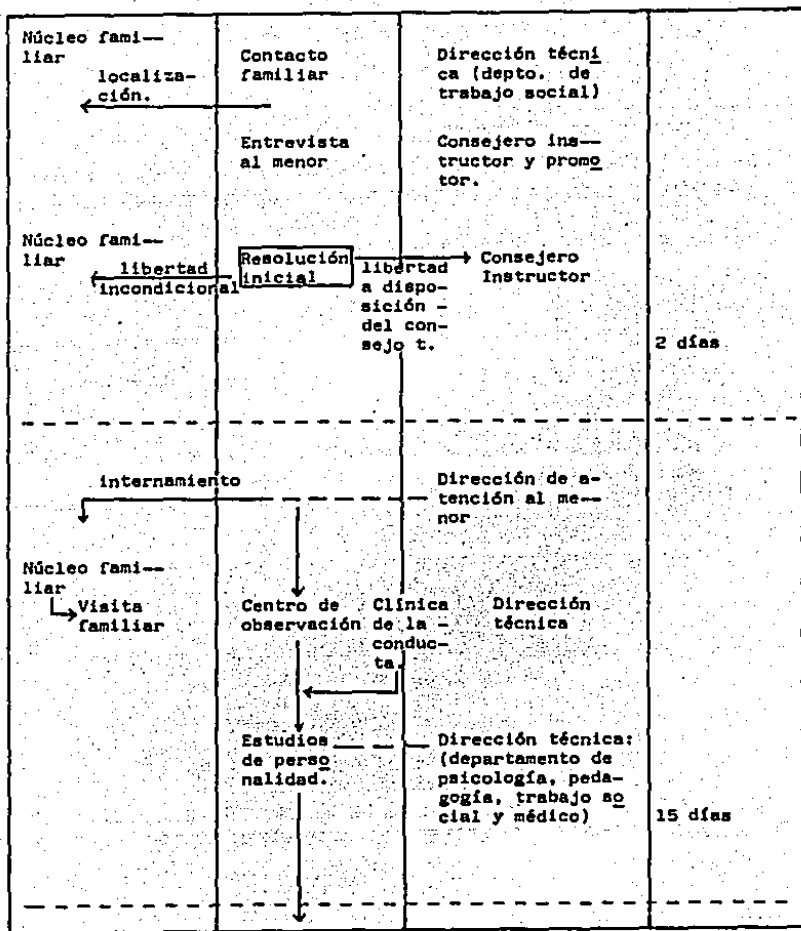 Núcleo fami--
liar
localiza-
ción.
Contacto
familiar
Dirección técni
ca (depto. de
trabajo social)
Entrevista
al menor
Consejero ins--
tructor y promo
tor.
Núcleo fami--
liar
libertad
incondicional
Resolución
inicial
libertad
a dispo-
sición -
del con-
sejo t.
Consejero
Instructor
2 días
internamiento
Dirección de a-
tención al me--
nor
Núcleo fami--
liar
Visita
familiar
Centro de
observación
Clínica
de la -
conduc-
ta.
Dirección
técnica
Estudios
de perso
nalidad.
Dirección técnica:
(departamento de
psicología, peda-
gogía, trabajo so
cial y médico)
15 días